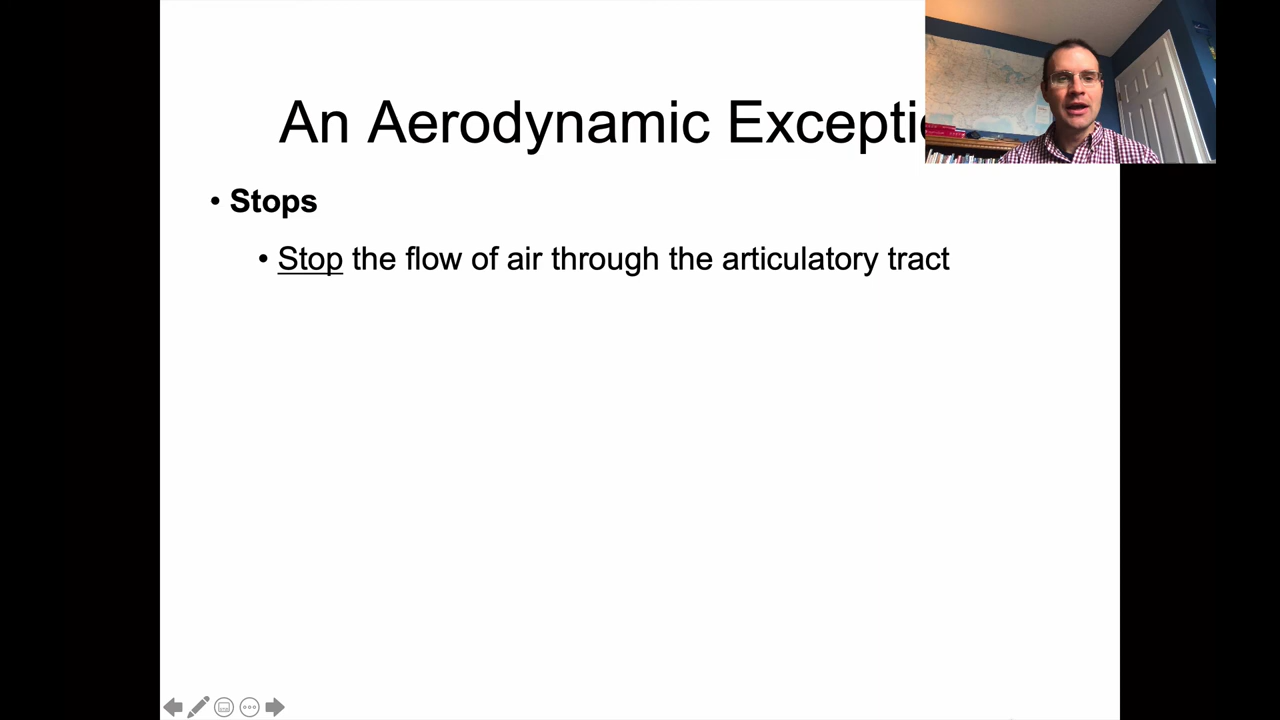 An Aerodynamic Excepti
• Stops
• Stop the flow of air through the articulatory tract